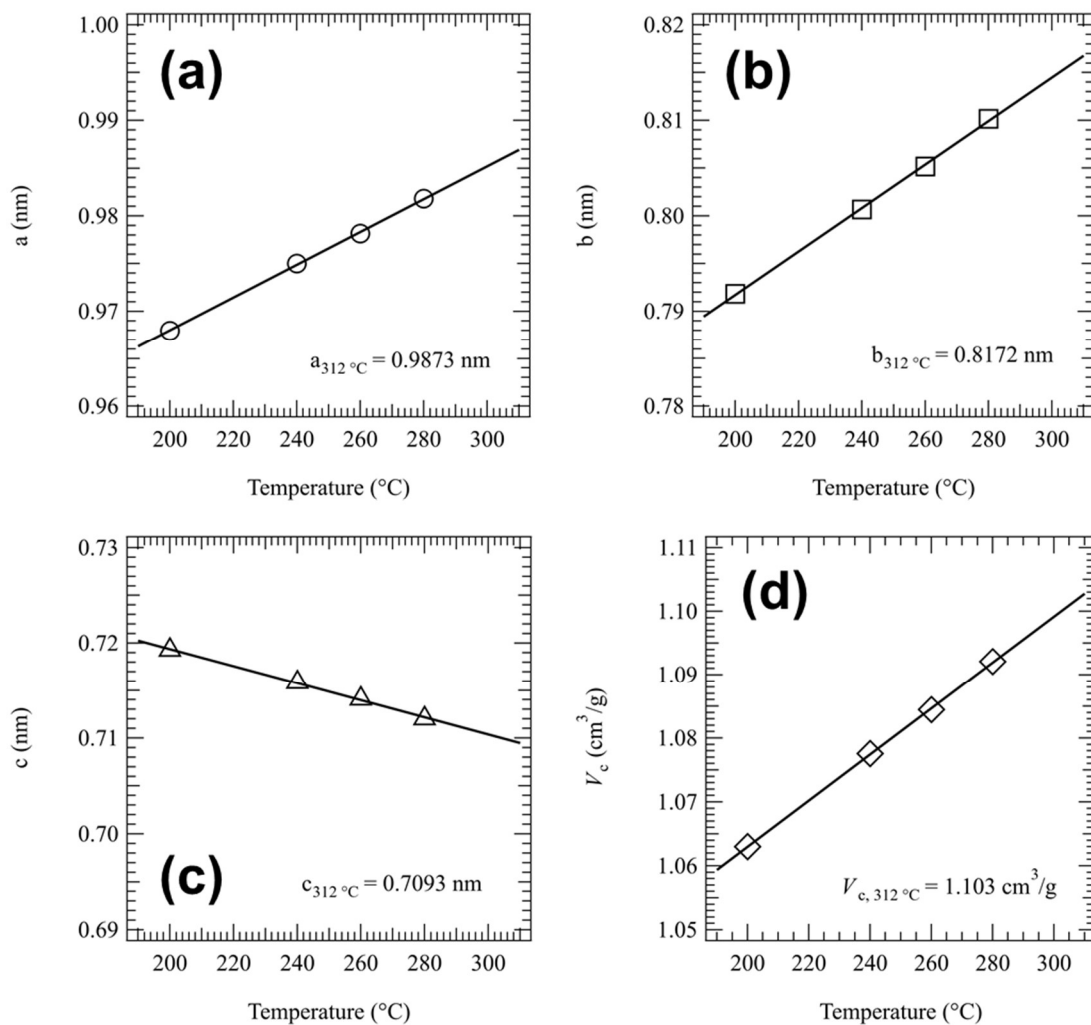 (a)
1.00
0.99
0.98
0.97
0.96
a (nm)
a312 °C = 0.9873 nm
200 220 240 260 280 300
Temperature (°C)
(b)
0.82
0.81
0.80
0.79
0.78
b (nm)
b312 °C = 0.8172 nm
200 220 240 260 280 300
Temperature (°C)
0.73
0.72
0.71
0.70
0.69
c (nm)
(c)
c312 °C = 0.7093 nm
200 220 240 260 280 300
Temperature (°C)
(d)
1.11
1.10
1.09
1.08
1.07
1.06
1.05
Vc (cm³/g)
Vc, 312 °C = 1.103 cm³/g
200 220 240 260 280 300
Temperature (°C)